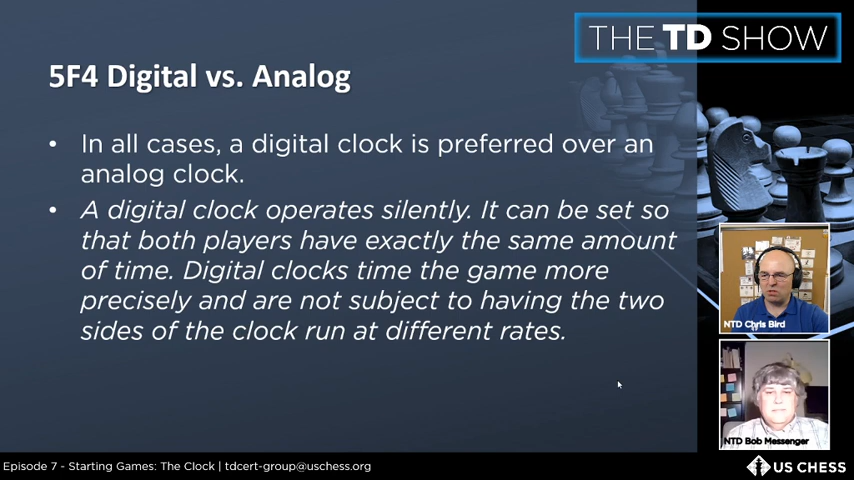 THE TD SHOW
5F4 Digital vs. Analog
• In all cases, a digital clock is preferred over an
analog clock.
• A digital clock operates silently. It can be set so
that both players have exactly the same amount
of time. Digital clocks time the game more
precisely and are not subject to having the two
sides of the clock run at different rates.
NTD Chris Bird
NTD Bob Messenger
Episode 7 - Starting Games: The Clock | tdcert-group@uschess.org
US CHESS